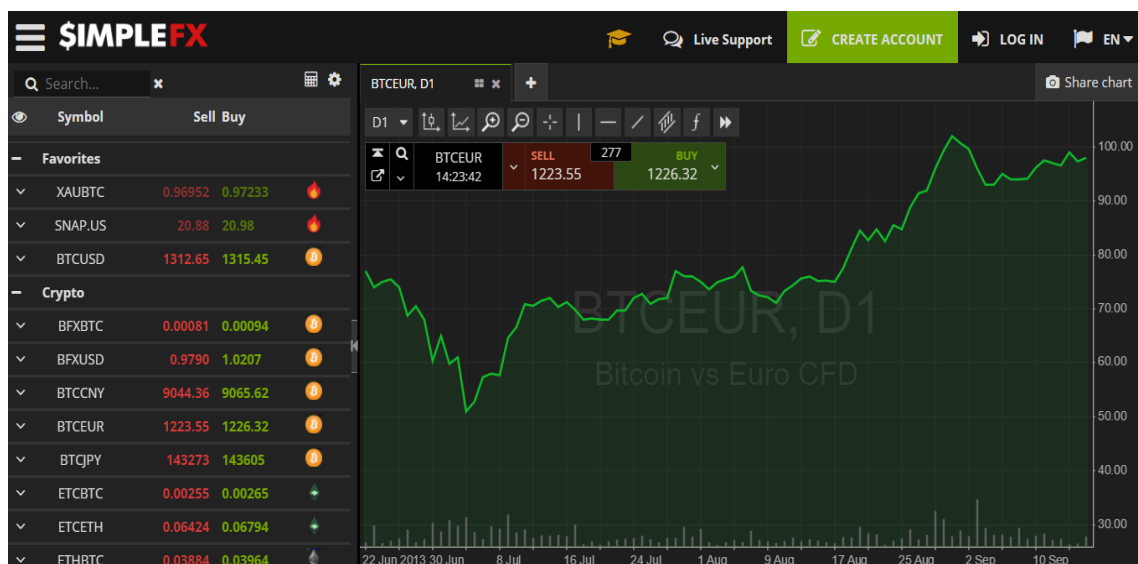 $IMPLEFX
Live Support
CREATE ACCOUNT
LOG IN
EN
Search...
Symbol Sell Buy
Favorites
XAUBTC 0.96952 0.97233
SNAP.US 20.88 20.98
BTCUSD 1312.65 1315.45
Crypto
BFXBTC 0.00081 0.00094
BFXUSD 0.9790 1.0207
BTCCNY 9044.36 9065.62
BTCEUR 1223.55 1226.32
BTCJPY 143273 143605
ETCBTC 0.00255 0.00265
ETCETH 0.06424 0.06794
ETHBTC 0.03884 0.03964
BTCEUR, D1
Share chart
D1
BTCEUR
14:23:42
SELL 277 BUY
1223.55 1226.32
BTCEUR, D1
Bitcoin vs Euro CFD
100.00
90.00
80.00
70.00
60.00
50.00
40.00
30.00
22 Jun 2013 30 Jun 8 Jul 16 Jul 24 Jul 1 Aug 9 Aug 17 Aug 25 Aug 2 Sep 10 Sep